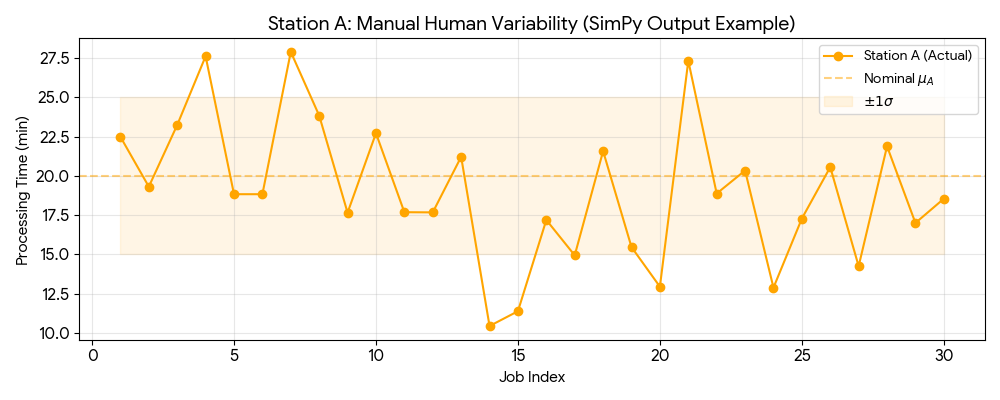 Station A: Manual Human Variability (SimPy Output Example)
Station A (Actual)
Nominal μ_A
±1σ
Processing Time (min)
27.5
25.0
22.5
20.0
17.5
15.0
12.5
10.0
0 5 10 15 20 25 30
Job Index